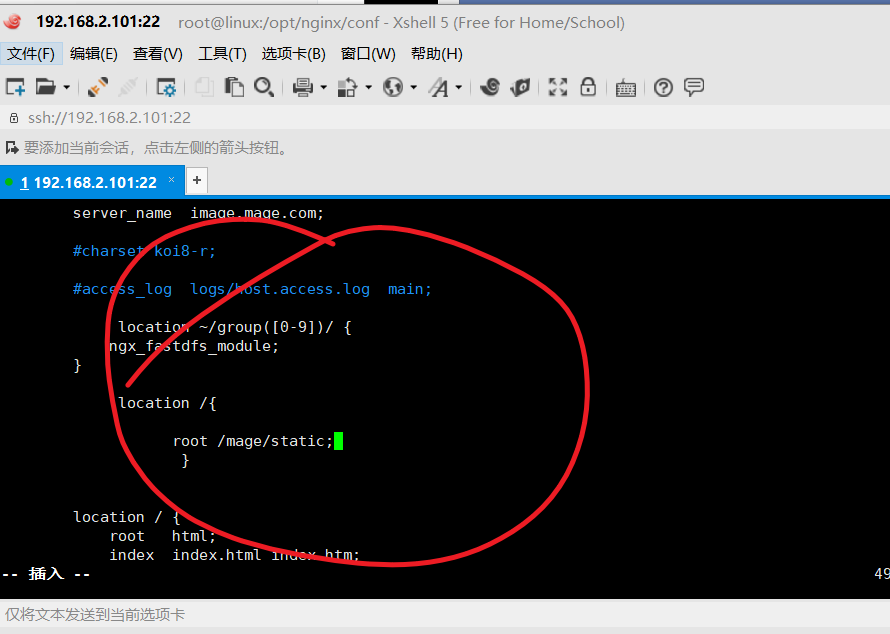 192.168.2.101:22 root@linux:/opt/nginx/conf - Xshell 5 (Free for Home/School)
文件(F) 编辑(E) 查看(V) 工具(T) 选项卡(B) 窗口(W) 帮助(H)
ssh://192.168.2.101:22
要添加当前会话，点击左侧的箭头按钮。
1 192.168.2.101:22 × +
server_name image.mage.com;
#charset koi8-r;
#access_log logs/host.access.log main;
location ~/group([0-9])/ {
ngx_fastdfs_module;
}
location /{
root /mage/static;
}
location / {
root html;
index index.html index.htm;
-- 插入 -- 49
仅将文本发送到当前选项卡